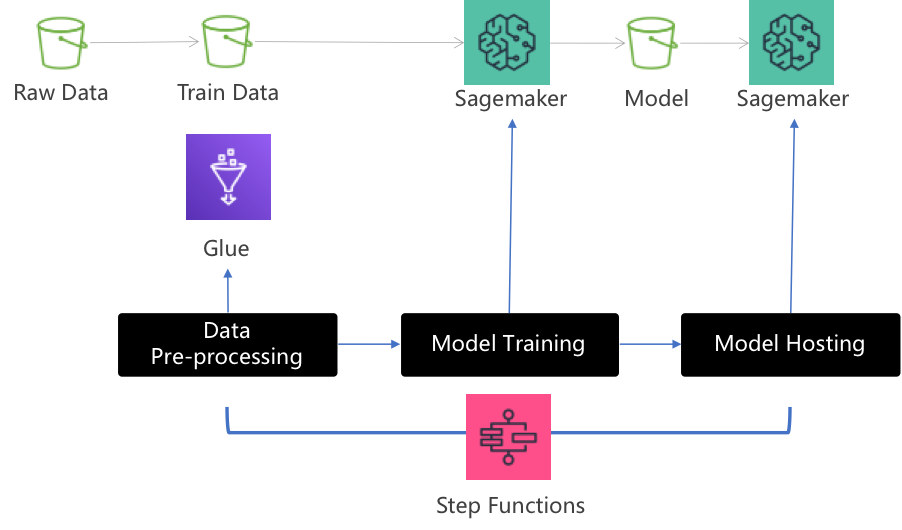 Raw Data
Train Data
Sagemaker
Model
Sagemaker
Glue
Data
Pre-processing
Model Training
Model Hosting
Step Functions